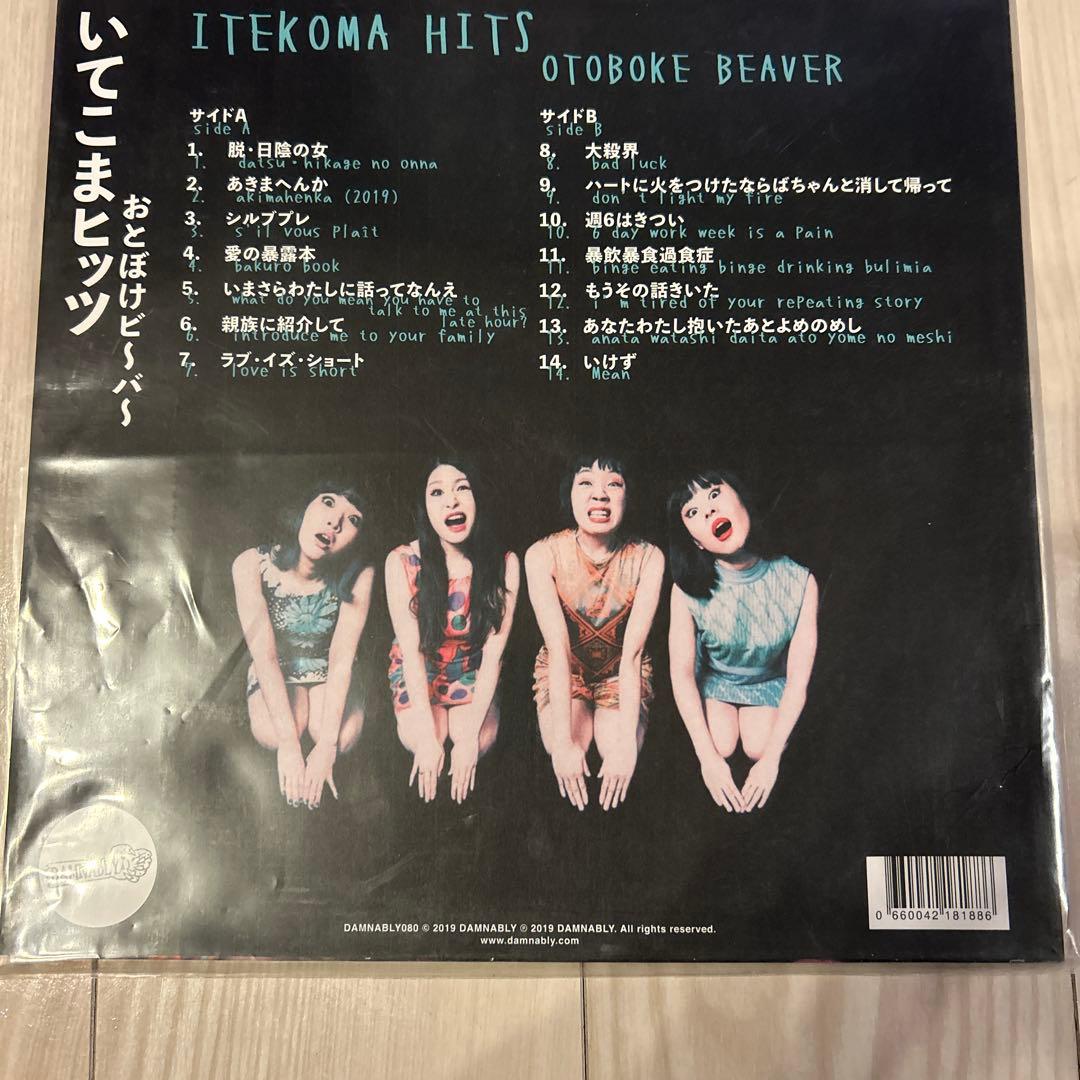 いてこまヒッツ
おとぼけビ〜バ〜
ITEKOMA HITS
OTOBOKE BEAVER
サイドA
side A
1. 脱・日陰の女
1. datsu・hikage no onna
2. あきまへんか
2. akimahenka (2019)
3. シルブプレ
3. s'il vous plaît
4. 愛の暴露本
4. bakuro book
5. いまさらわたしに話ってなんえ
5. what do you mean you have to
talk to me at this
late hour?
6. 親族に紹介して
6. introduce me to your family
7. ラブ・イズ・ショート
7. love is short
サイドB
side B
8. 大殺界
8. bad luck
9. ハートに火をつけたならばちゃんと消して帰って
9. don't light my fire
10. 週6はきつい
10. 6 day work week is a pain
11. 暴飲暴食過食症
11. binge eating binge drinking bulimia
12. もうその話きいた
12. i'm tired of your repeating story
13. あなたわたし抱いたあとよめのめし
13. anata watashi daita ato yome no meshi
14. いけず
14. Mean
DAMNABLY
DAMNABLY080 © 2019 DAMNABLY ℗ 2019 DAMNABLY. All rights reserved.
www.damnably.com
0 660042 181886